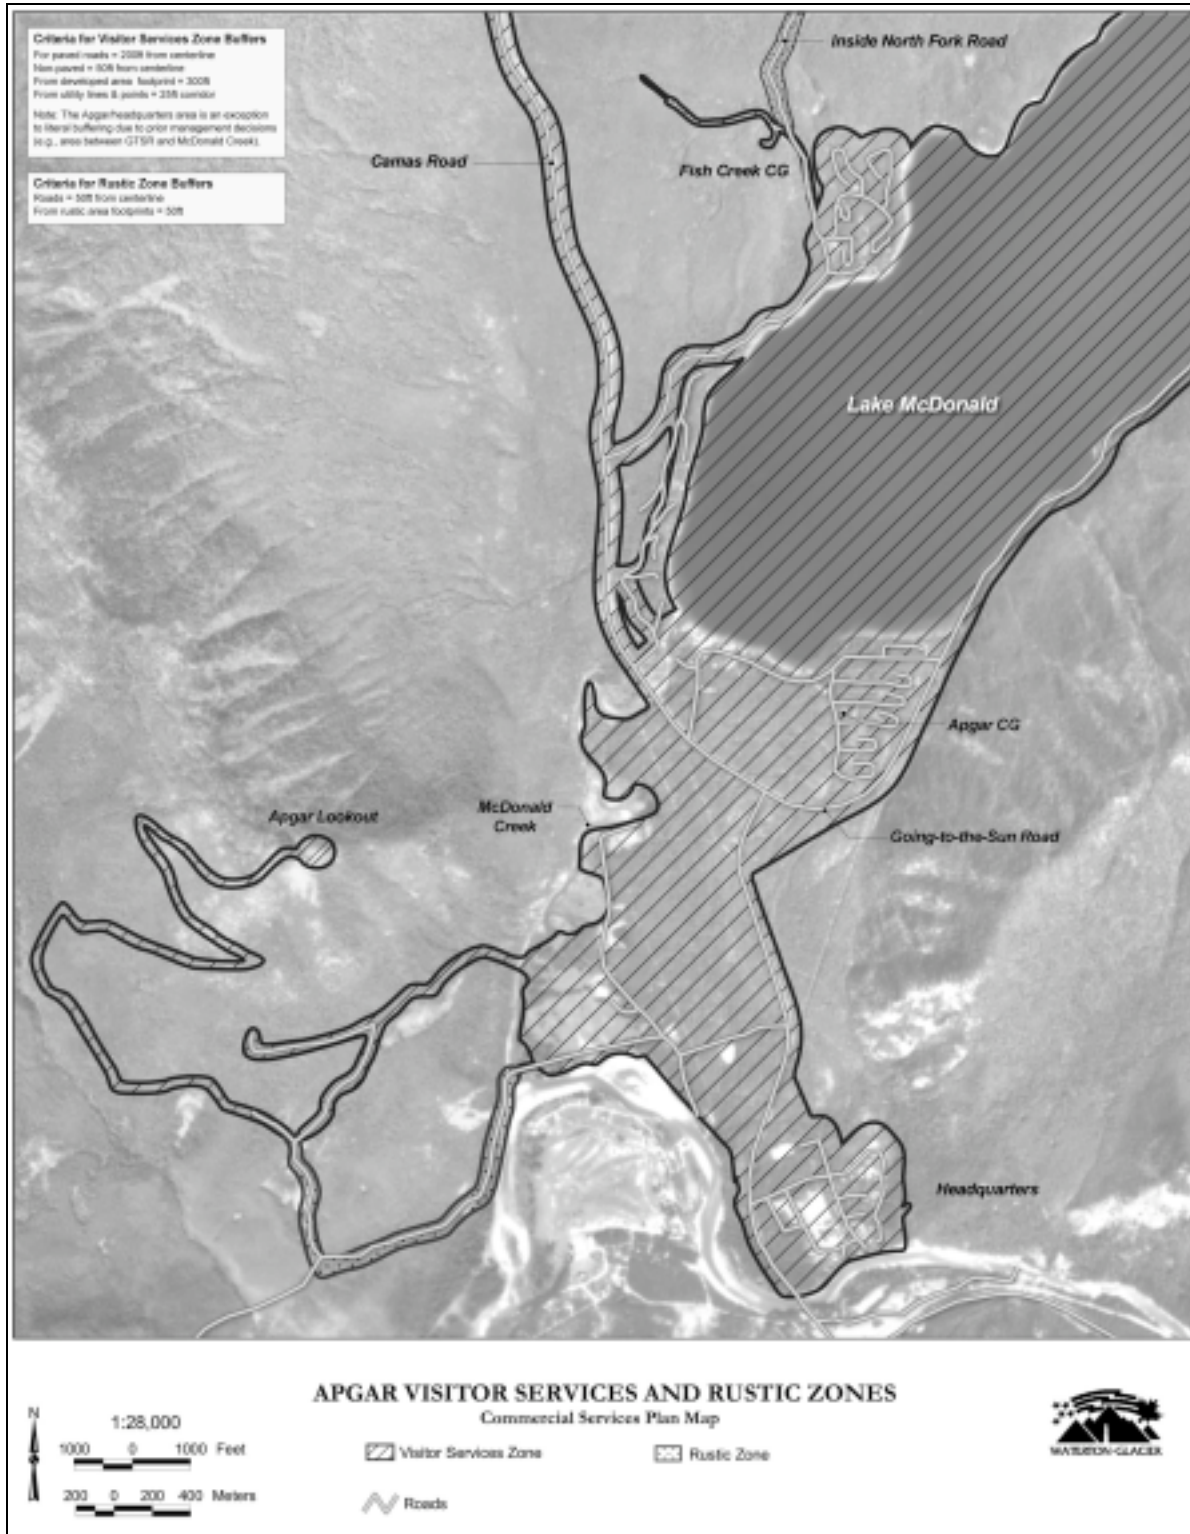 Criteria for Visitor Services Zone Buffers
For paved roads = 200ft from centerline
Non-paved = 50ft from centerline
From developed area footprint = 300ft
From utility lines & points = 25ft corridor
Note: The Apgar/headquarters area is an exception
to literal buffering due to prior management decisions
(e.g., area between GTSR and McDonald Creek).
Criteria for Rustic Zone Buffers
Roads = 50ft from centerline
From rustic area footprints = 50ft
Inside North Fork Road
Camas Road
Fish Creek CG
Lake McDonald
Apgar CG
Apgar Lookout
McDonald
Creek
Going-to-the-Sun Road
Headquarters
APGAR VISITOR SERVICES AND RUSTIC ZONES
Commercial Services Plan Map
N
1:28,000
1000 0 1000 Feet
200 0 200 400 Meters
Visitor Services Zone
Rustic Zone
Roads
WATERTON-GLACIER